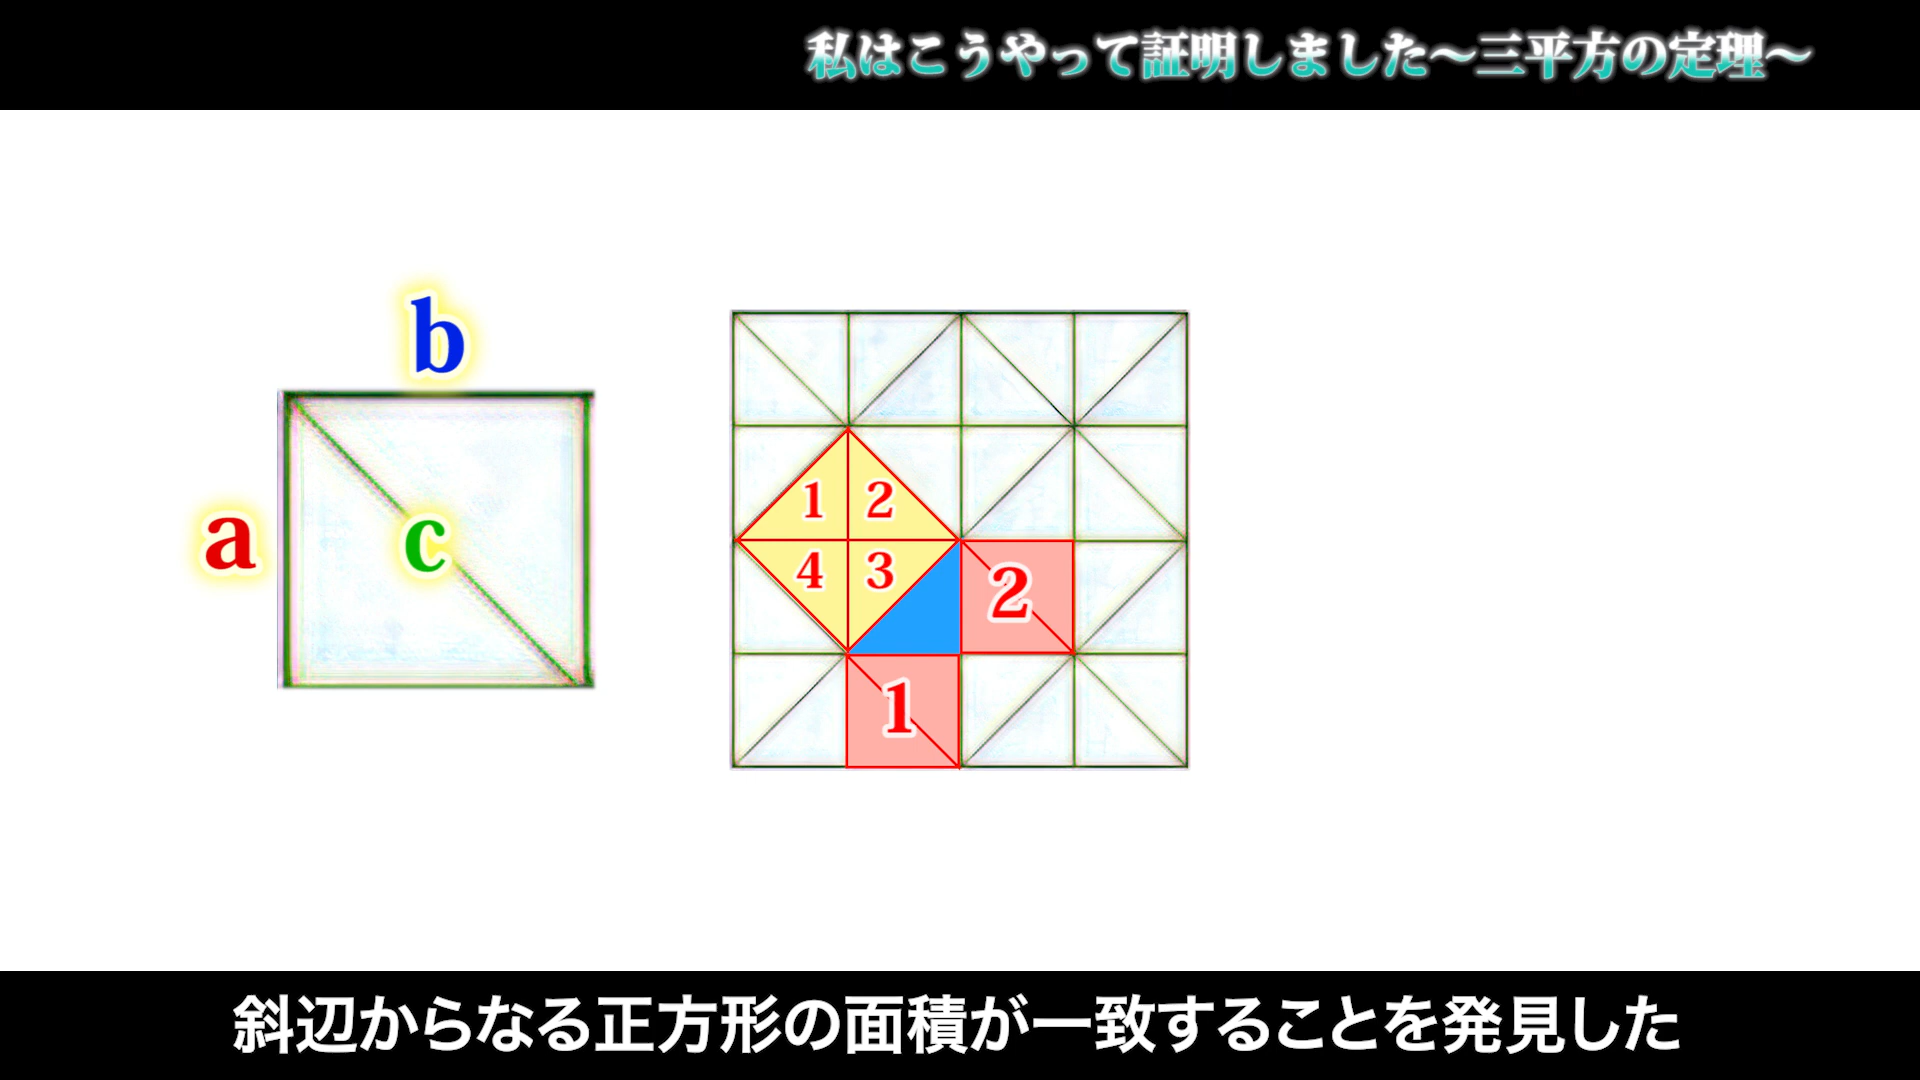 私はこうやって証明しました～三平方の定理～
b
a
c
1 2
4 3
2
1
斜辺からなる正方形の面積が一致することを発見した